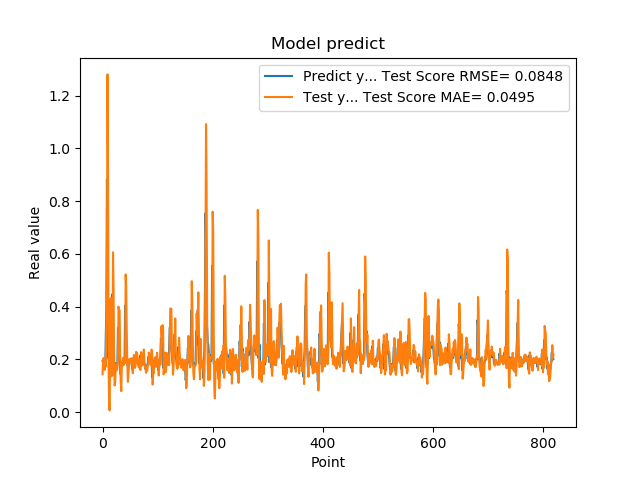 Model predict
Predict y... Test Score RMSE= 0.0848
Test y... Test Score MAE= 0.0495
Real value
1.2
1.0
0.8
0.6
0.4
0.2
0.0
0
200
400
600
800
Point